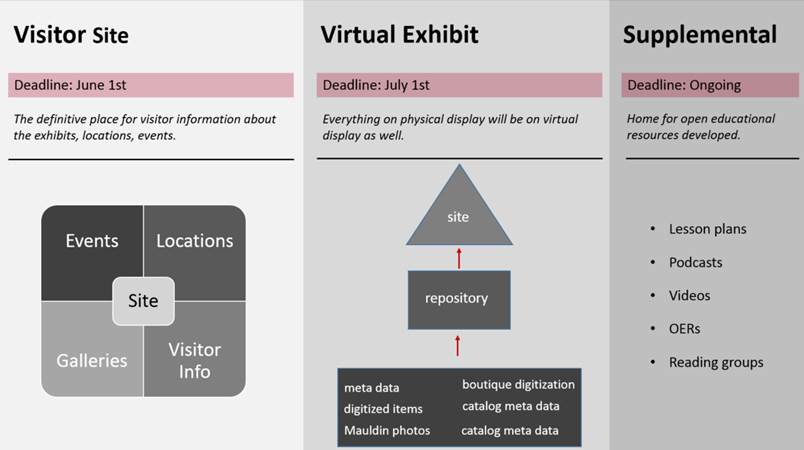 Visitor Site
Deadline: June 1st
The definitive place for visitor information about
the exhibits, locations, events.
Events
Locations
Site
Galleries
Visitor
Info
Virtual Exhibit
Deadline: July 1st
Everything on physical display will be on virtual
display as well.
site
repository
meta data
digitized items
Mauldin photos
boutique digitization
catalog meta data
catalog meta data
Supplemental
Deadline: Ongoing
Home for open educational
resources developed.
• Lesson plans
• Podcasts
• Videos
• OERs
• Reading groups